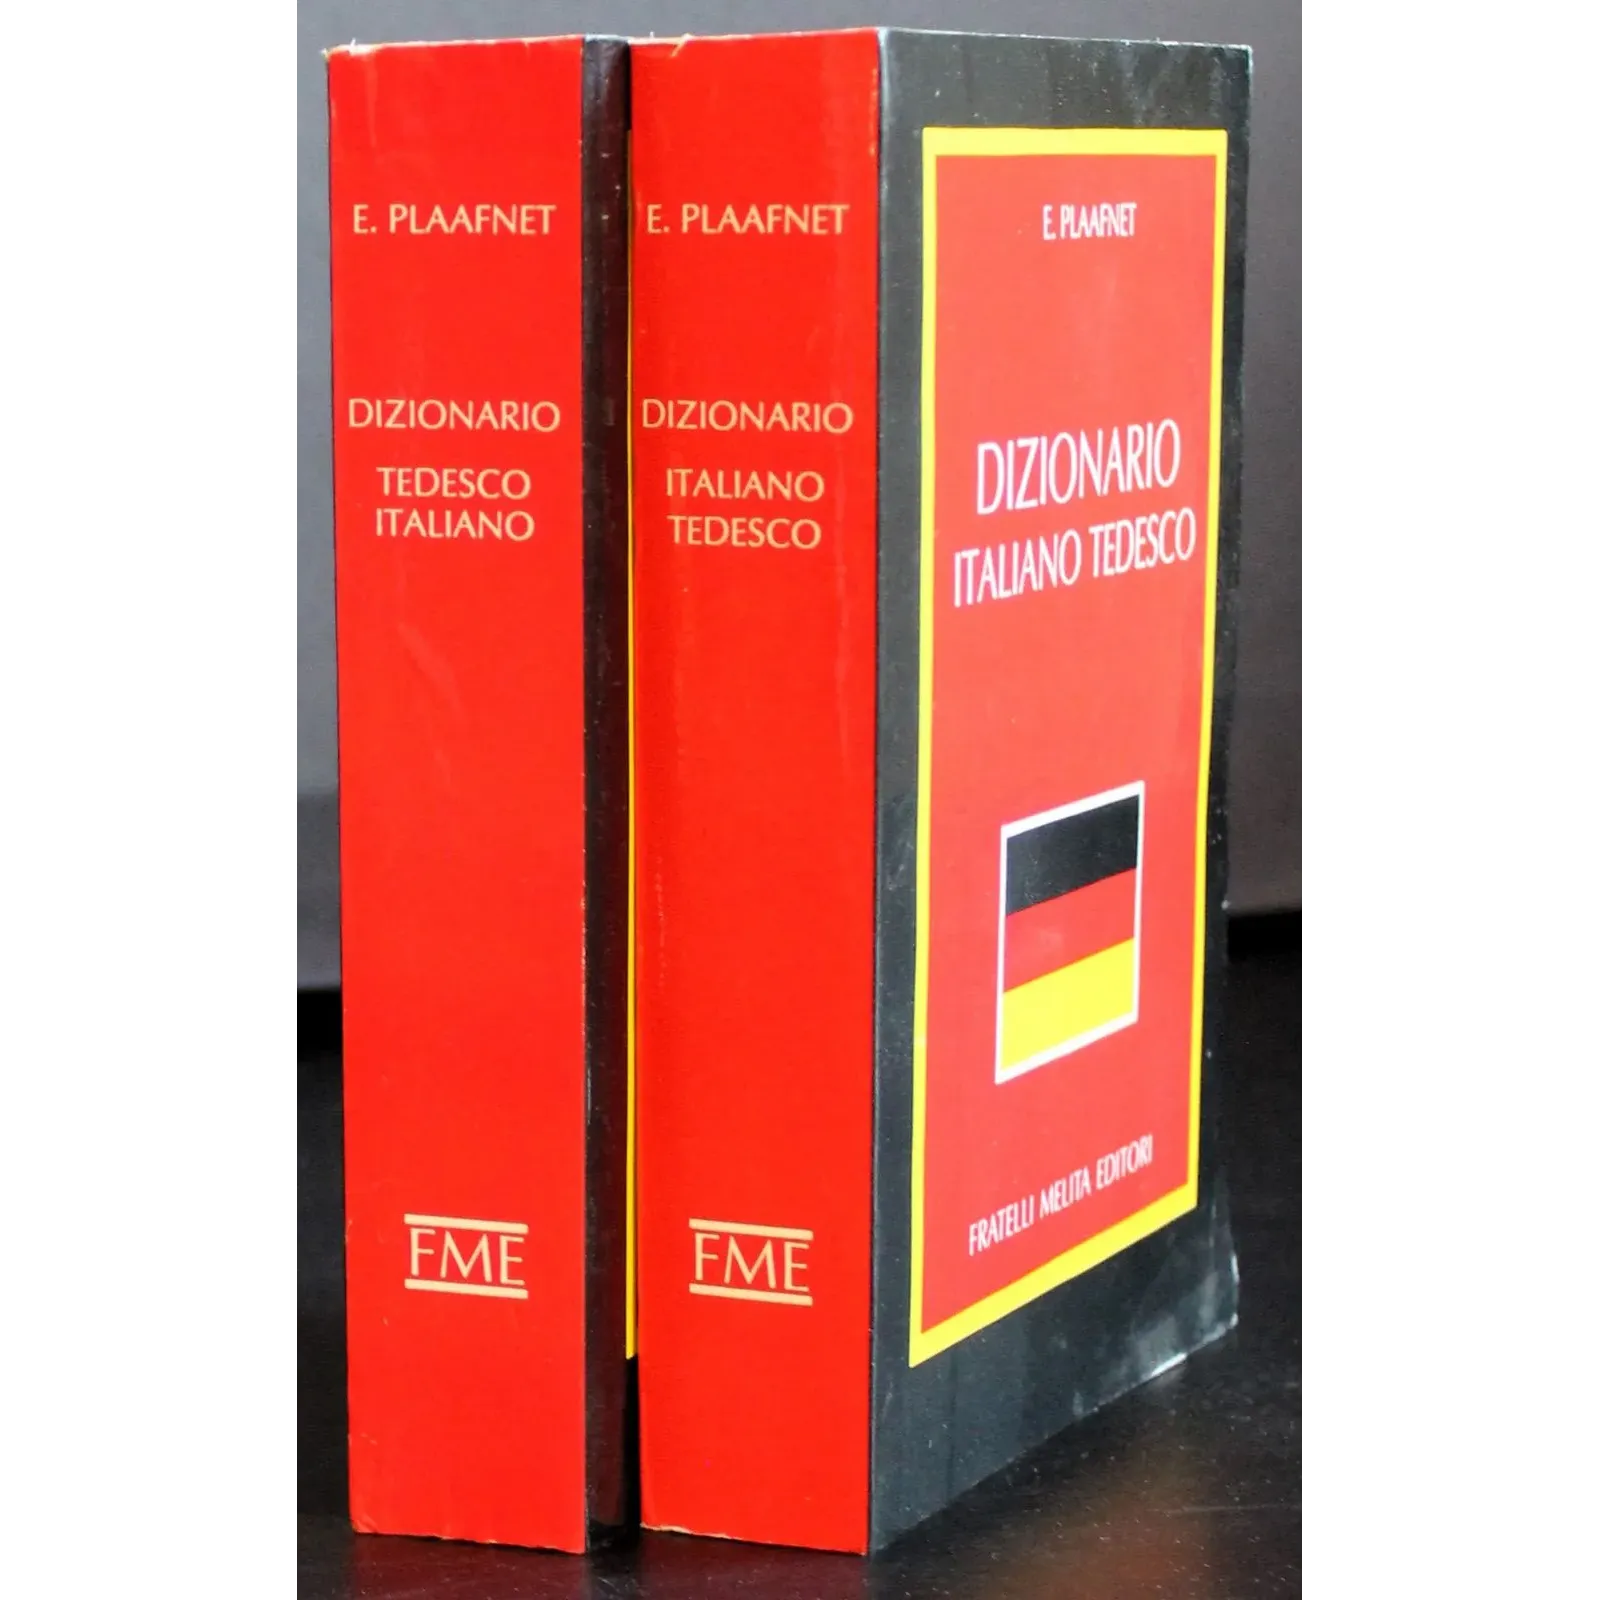 E. PLAAFNET
DIZIONARIO
TEDESCO
ITALIANO
FME
E. PLAAFNET
DIZIONARIO
ITALIANO
TEDESCO
FME
E. PLAAFNET
DIZIONARIO
ITALIANO TEDESCO
FRATELLI MELITA EDITORI